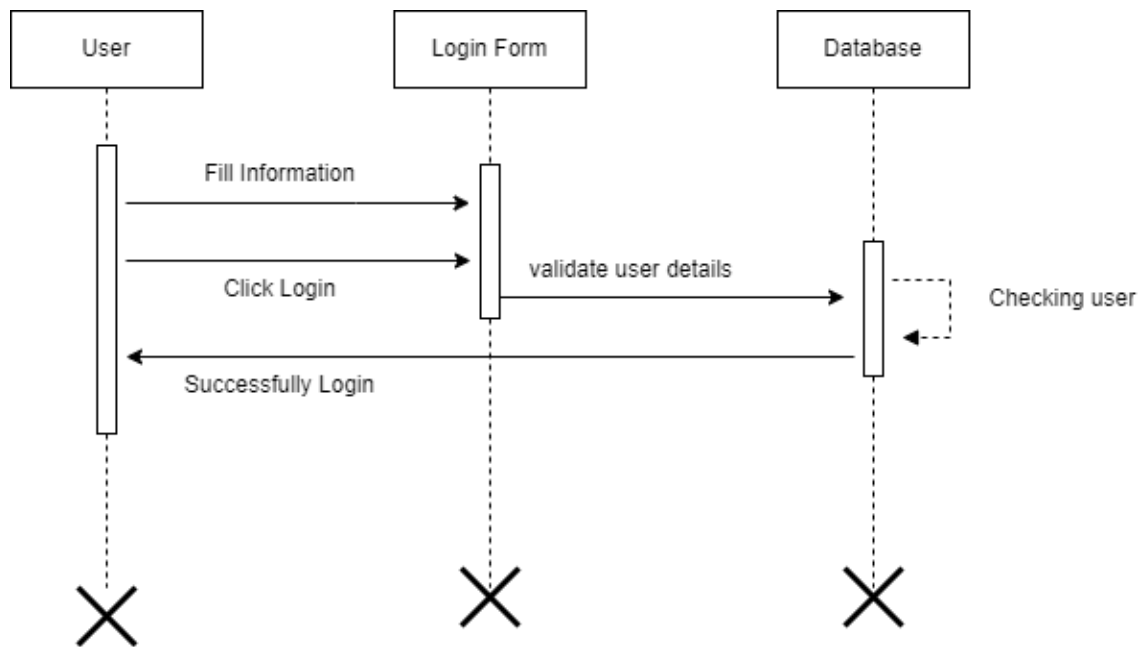 User
Login Form
Database
Fill Information
Click Login
validate user details
Checking user
Successfully Login